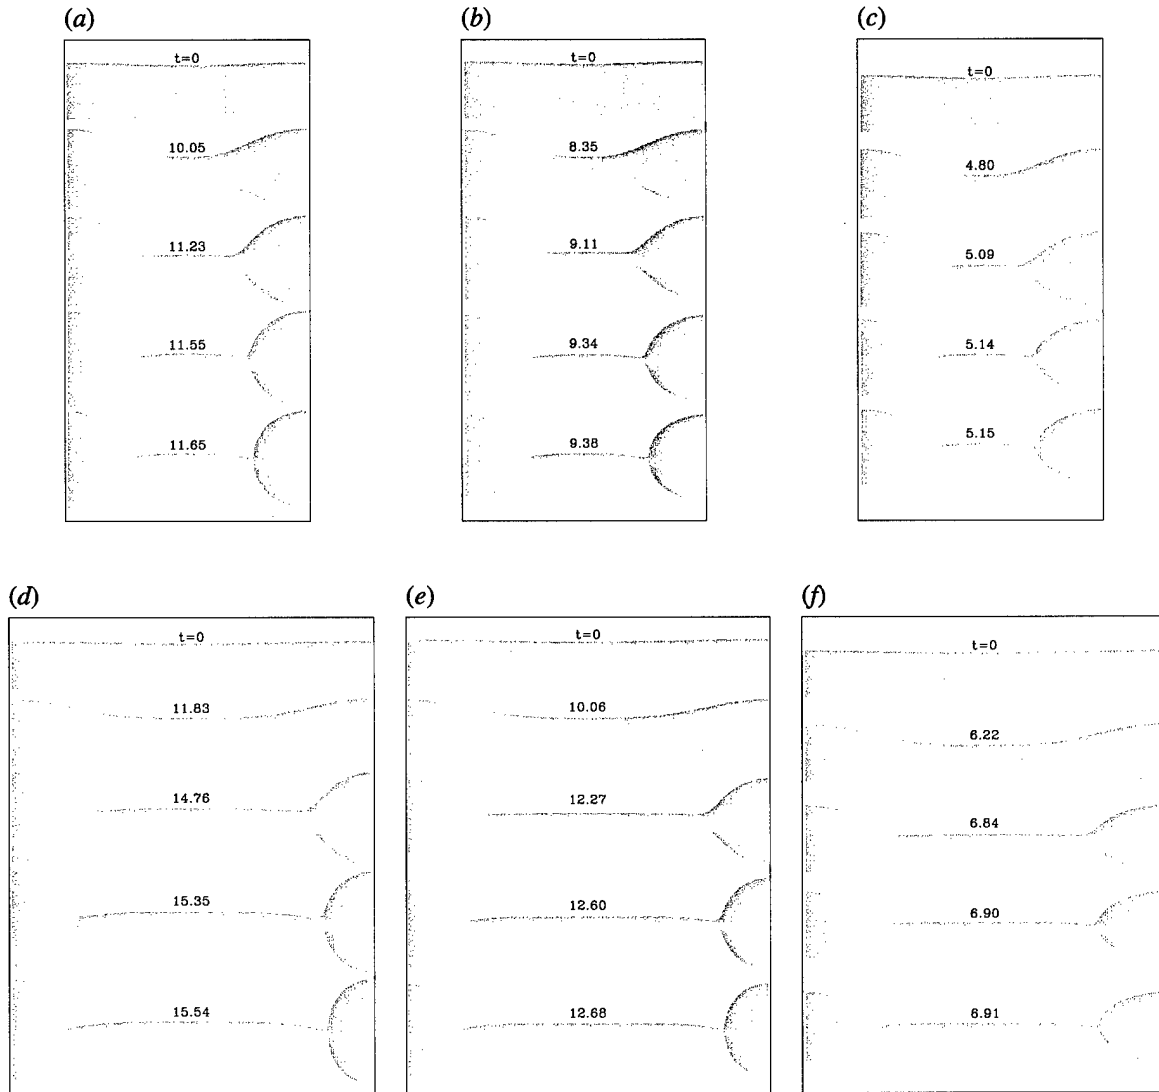 (a)
t=0
10.05
11.23
11.55
11.65
(b)
t=0
8.35
9.11
9.34
9.38
(c)
t=0
4.80
5.09
5.14
5.15
(d)
t=0
11.83
14.76
15.35
15.54
(e)
t=0
10.06
12.27
12.60
12.68
(f)
t=0
6.22
6.84
6.90
6.91